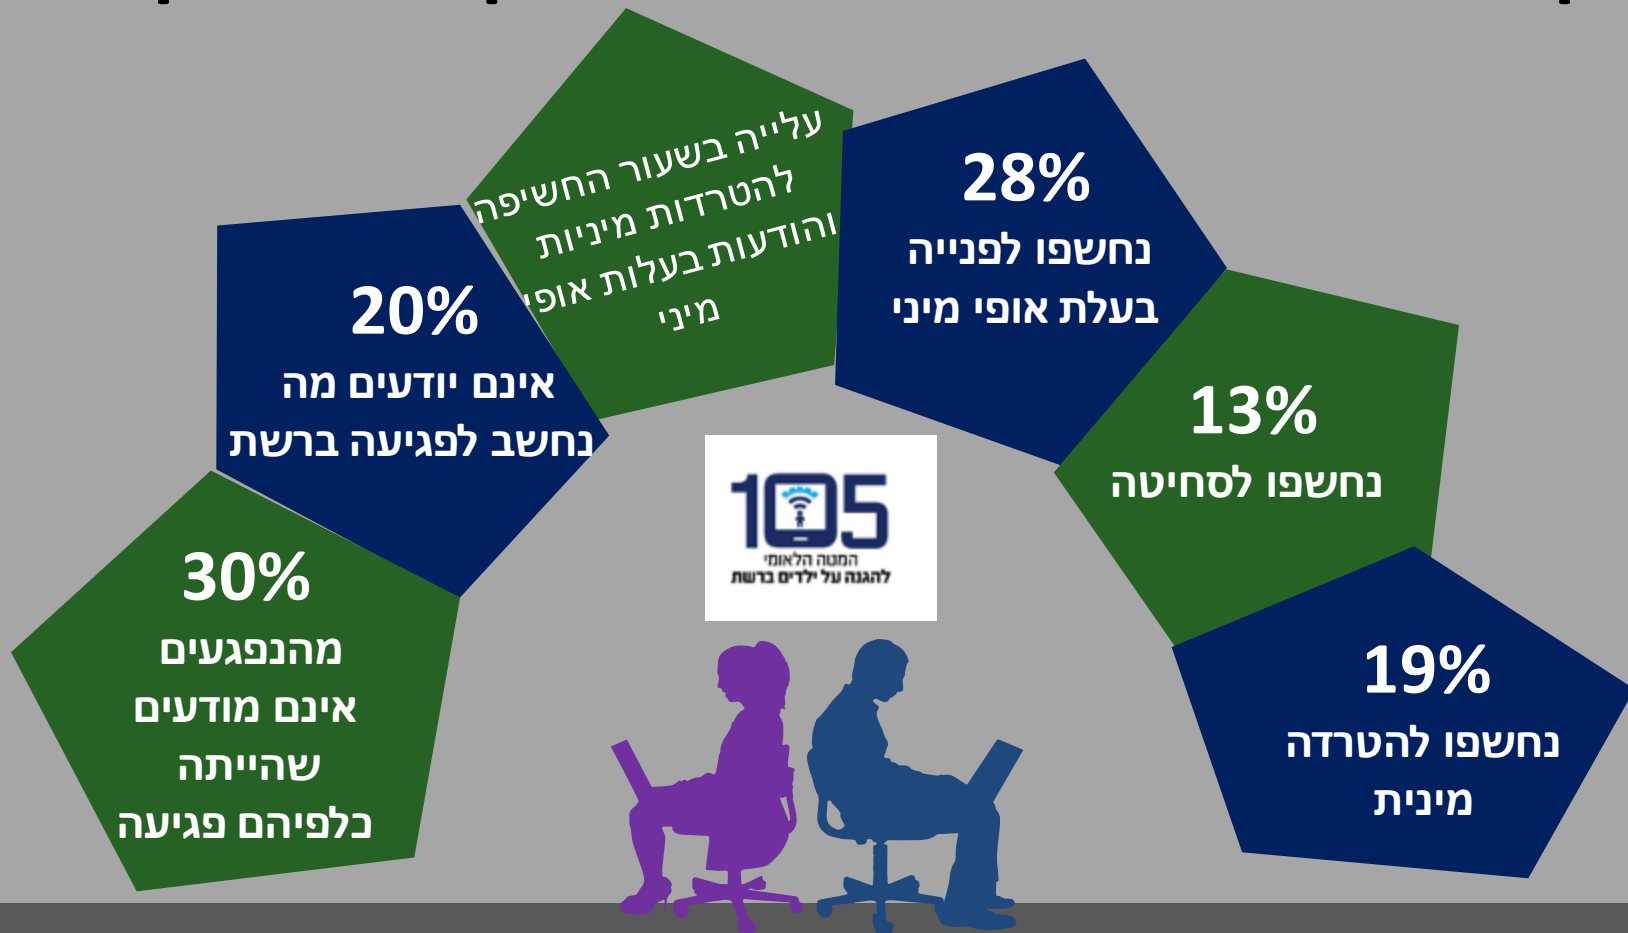 עלייה בשעור החשיפה
להטרדות מיניות
והודעות בעלות אופי
מיני
28%
נחשפו לפנייה
בעלת אופי מיני
13%
נחשפו לסחיטה
19%
נחשפו להטרדה
מינית
20%
אינם יודעים מה
נחשב לפגיעה ברשת
30%
מהנפגעים
אינם מודעים
שהייתה
כלפיהם פגיעה
105
המטה הלאומי
להגנה על ילדים ברשת